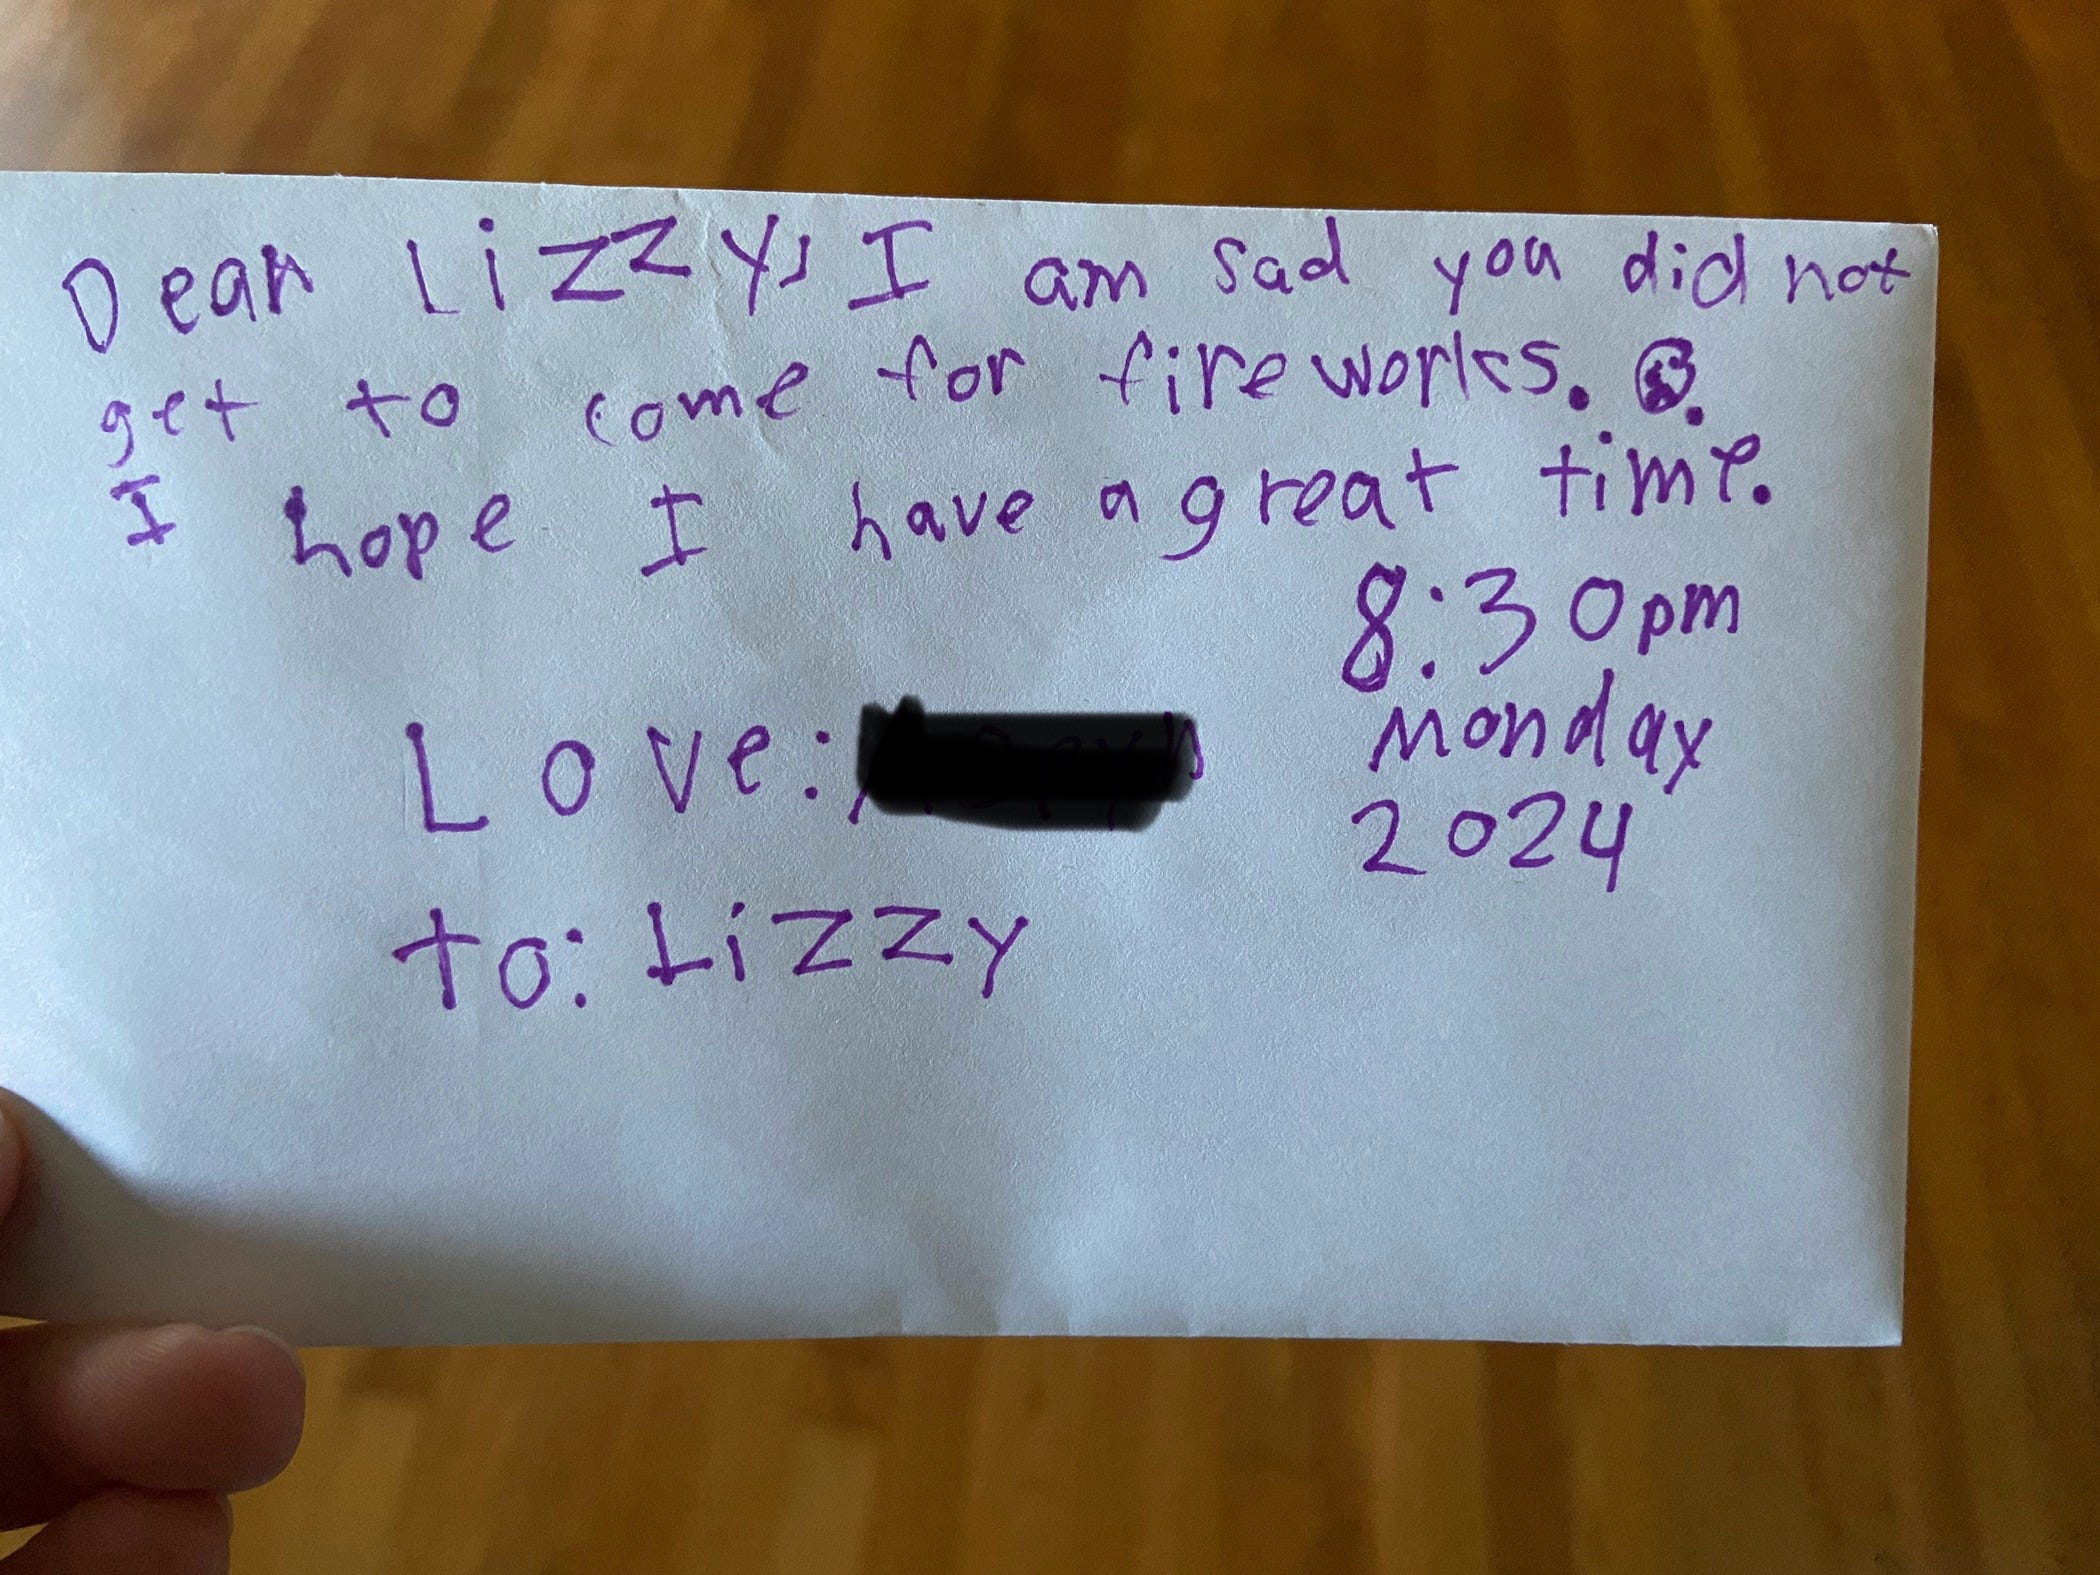 Dear Lizzy, I am sad you did not
get to come for fireworks.
I hope I have a great time.
8:30pm
Monday
2024
Love:
to: Lizzy